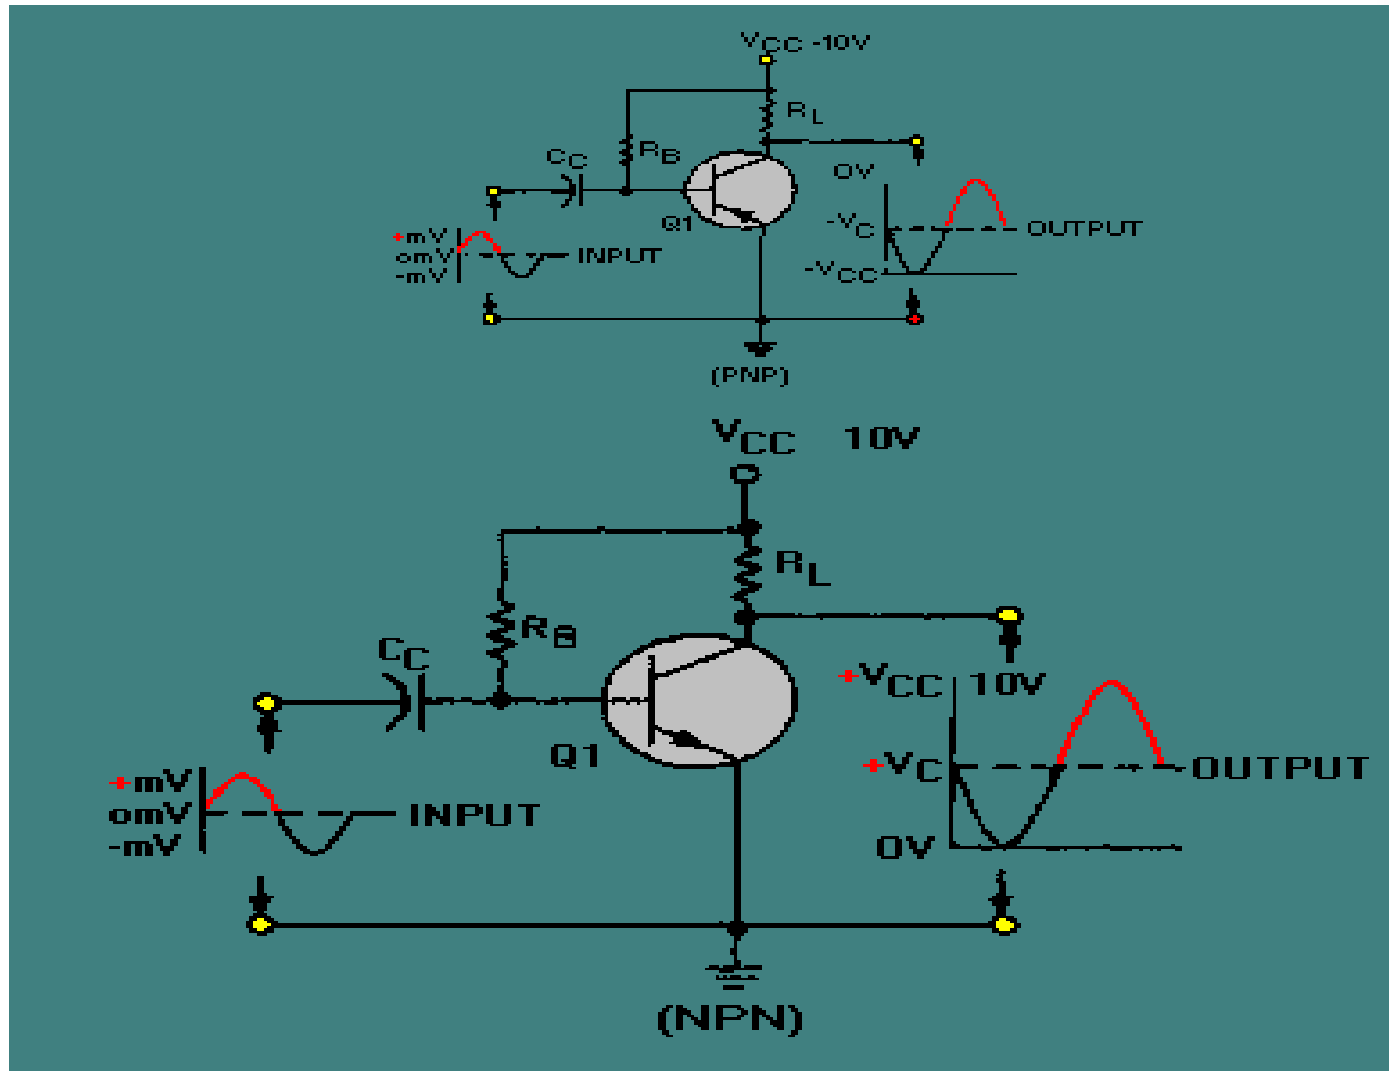 VCC -10V
RL
RB
CC
0V
Q1
-VC
OUTPUT
+mV
omV
-mV
INPUT
-VCC
(PNP)
VCC 10V
RL
RB
CC
+VCC 10V
Q1
+VC
OUTPUT
+mV
omV
-mV
INPUT
0V
(NPN)